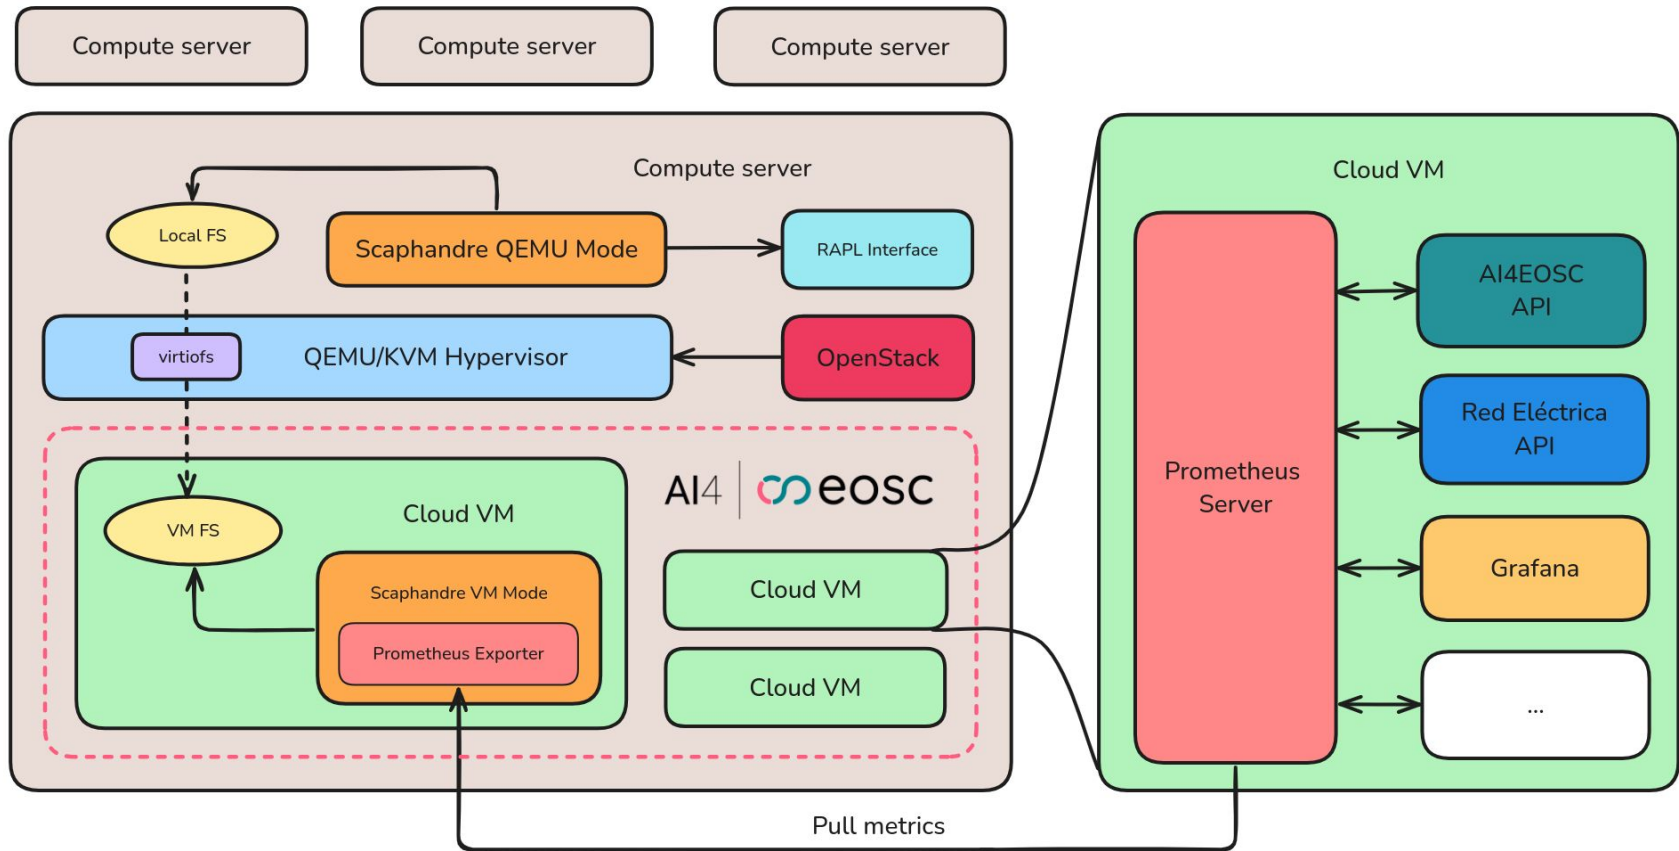 Compute server
Compute server
Compute server
Compute server
Local FS
Scaphandre QEMU Mode
RAPL Interface
virtiofs
QEMU/KVM Hypervisor
OpenStack
AI4 eosc
Cloud VM
VM FS
Scaphandre VM Mode
Prometheus Exporter
Cloud VM
Cloud VM
Cloud VM
Prometheus
Server
AI4EOSC
API
Red Eléctrica
API
Grafana
...
Pull metrics